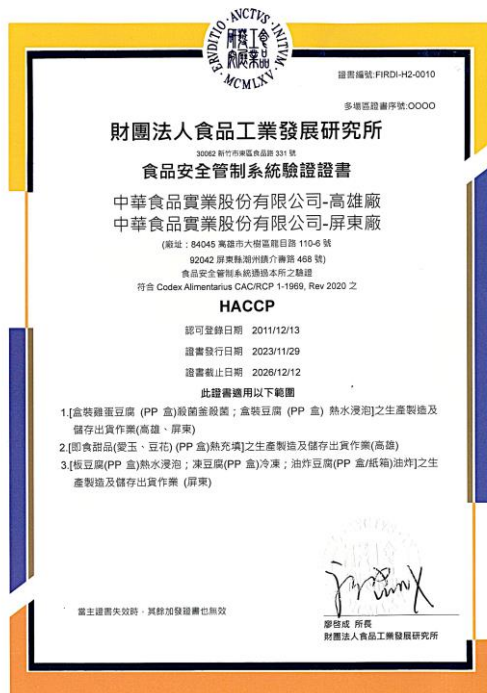 ERVDITIO·AVCTVS·INITVM·
MCMLXV
證書編號:FIRDI-H2-0010
多場區證書序號:OOOO
財團法人食品工業發展研究所
30062 新竹市東區食品路 331 號
食品安全管制系統驗證證書
中華食品實業股份有限公司-高雄廠
中華食品實業股份有限公司-屏東廠
(廠址：84045 高雄市大樹區龍目路 110-6 號
92042 屏東縣潮州鎮介壽路 468 號)
食品安全管制系統通過本所之驗證
符合 Codex Alimentarius CAC/RCP 1-1969, Rev 2020 之
HACCP
認可登錄日期 2011/12/13
證書發行日期 2023/11/29
證書截止日期 2026/12/12
此證書適用以下範圍
1.[盒裝雞蛋豆腐 (PP 盒)殺菌釜殺菌；盒裝豆腐 (PP 盒) 熱水浸泡]之生產製造及
儲存出貨作業(高雄、屏東)
2.[即食甜品(愛玉、豆花) (PP 盒)熱充填]之生產製造及儲存出貨作業(高雄)
3.[板豆腐(PP 盒)熱水浸泡；凍豆腐(PP 盒)冷凍；油炸豆腐(PP 盒/紙箱)油炸]之生
產製造及儲存出貨作業 (屏東)
當主證書失效時，其餘加發證書也無效
廖啓成 所長
財團法人食品工業發展研究所